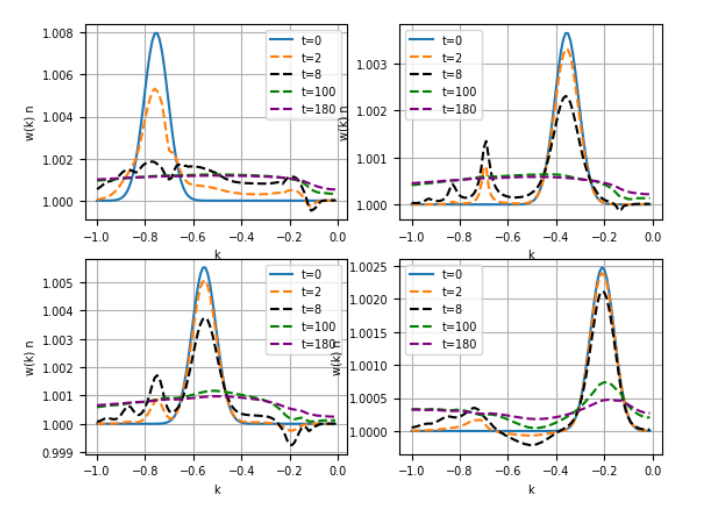 1.008
1.006
1.004
1.002
1.000
w(k) n
t=0
t=2
t=8
t=100
t=180
−1.0 −0.8 −0.6 −0.4 −0.2 0.0
k
1.003
1.002
1.001
1.000
w(k) n
t=0
t=2
t=8
t=100
t=180
−1.0 −0.8 −0.6 −0.4 −0.2 0.0
k
1.005
1.004
1.003
1.002
1.001
1.000
0.999
w(k) n
t=0
t=2
t=8
t=100
t=180
−1.0 −0.8 −0.6 −0.4 −0.2 0.0
k
1.0025
1.0020
1.0015
1.0010
1.0005
1.0000
w(k) n
t=0
t=2
t=8
t=100
t=180
−1.0 −0.8 −0.6 −0.4 −0.2 0.0
k